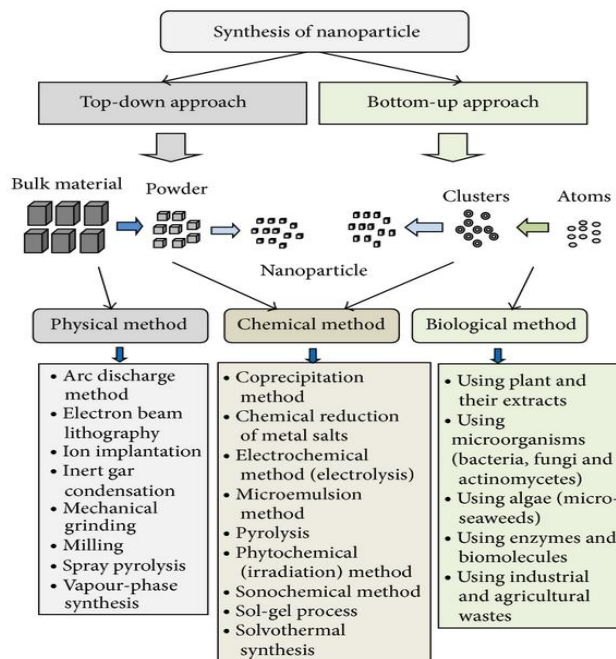 Synthesis of nanoparticle
Top-down approach
Bottom-up approach
Bulk material
Powder
Clusters
Atoms
Nanoparticle
Physical method
Chemical method
Biological method
• Arc discharge
method
• Electron beam
lithography
• Ion implantation
• Inert gar
condensation
• Mechanical
grinding
• Milling
• Spray pyrolysis
• Vapour-phase
synthesis
• Coprecipitation
method
• Chemical reduction
of metal salts
• Electrochemical
method (electrolysis)
• Microemulsion
method
• Pyrolysis
• Phytochemical
(irradiation) method
• Sonochemical method
• Sol-gel process
• Solvothermal
synthesis
• Using plant and
their extracts
• Using
microorganisms
(bacteria, fungi and
actinomycetes)
• Using algae (micro-
seaweeds)
• Using enzymes and
biomolecules
• Using industrial
and agricultural
wastes